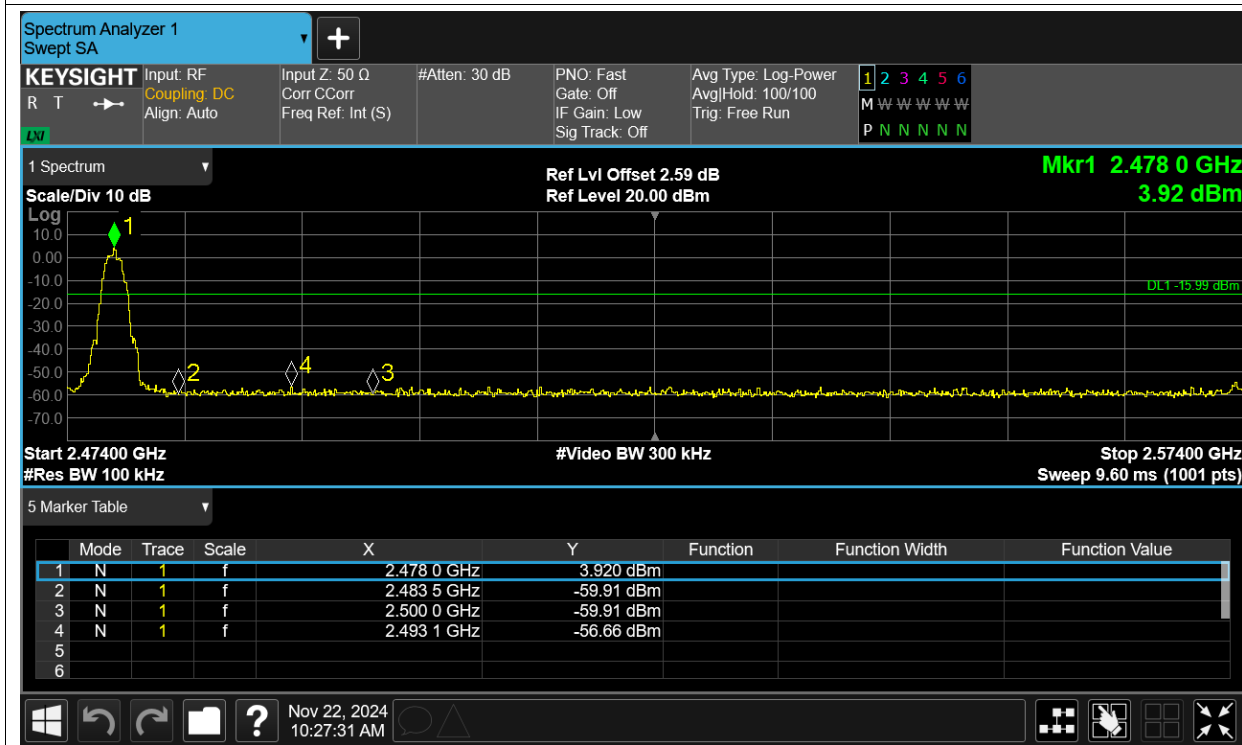 Spectrum Analyzer 1
Swept SA
+
KEYSIGHT Input: RF Input Z: 50 Ω #Atten: 30 dB PNO: Fast Avg Type: Log-Power 1 2 3 4 5 6
R T Coupling: DC Corr CCorr Gate: Off Avg|Hold: 100/100 M W W W W W
Align: Auto Freq Ref: Int (S) IF Gain: Low Trig: Free Run
LXI Sig Track: Off P N N N N N
1 Spectrum Ref Lvl Offset 2.59 dB Mkr1 2.478 0 GHz
Scale/Div 10 dB Ref Level 20.00 dBm 3.92 dBm
Log
1
10.0
0.00
-10.0
DL1 -15.99 dBm
-20.0
-30.0
-40.0
2 4 3
-50.0
-60.0
-70.0
Start 2.47400 GHz #Video BW 300 kHz Stop 2.57400 GHz
#Res BW 100 kHz Sweep 9.60 ms (1001 pts)
5 Marker Table
Mode Trace Scale X Y Function Function Width Function Value
1 N 1 f 2.478 0 GHz 3.920 dBm
2 N 1 f 2.483 5 GHz -59.91 dBm
3 N 1 f 2.500 0 GHz -59.91 dBm
4 N 1 f 2.493 1 GHz -56.66 dBm
5
6
? Nov 22, 2024
10:27:31 AM